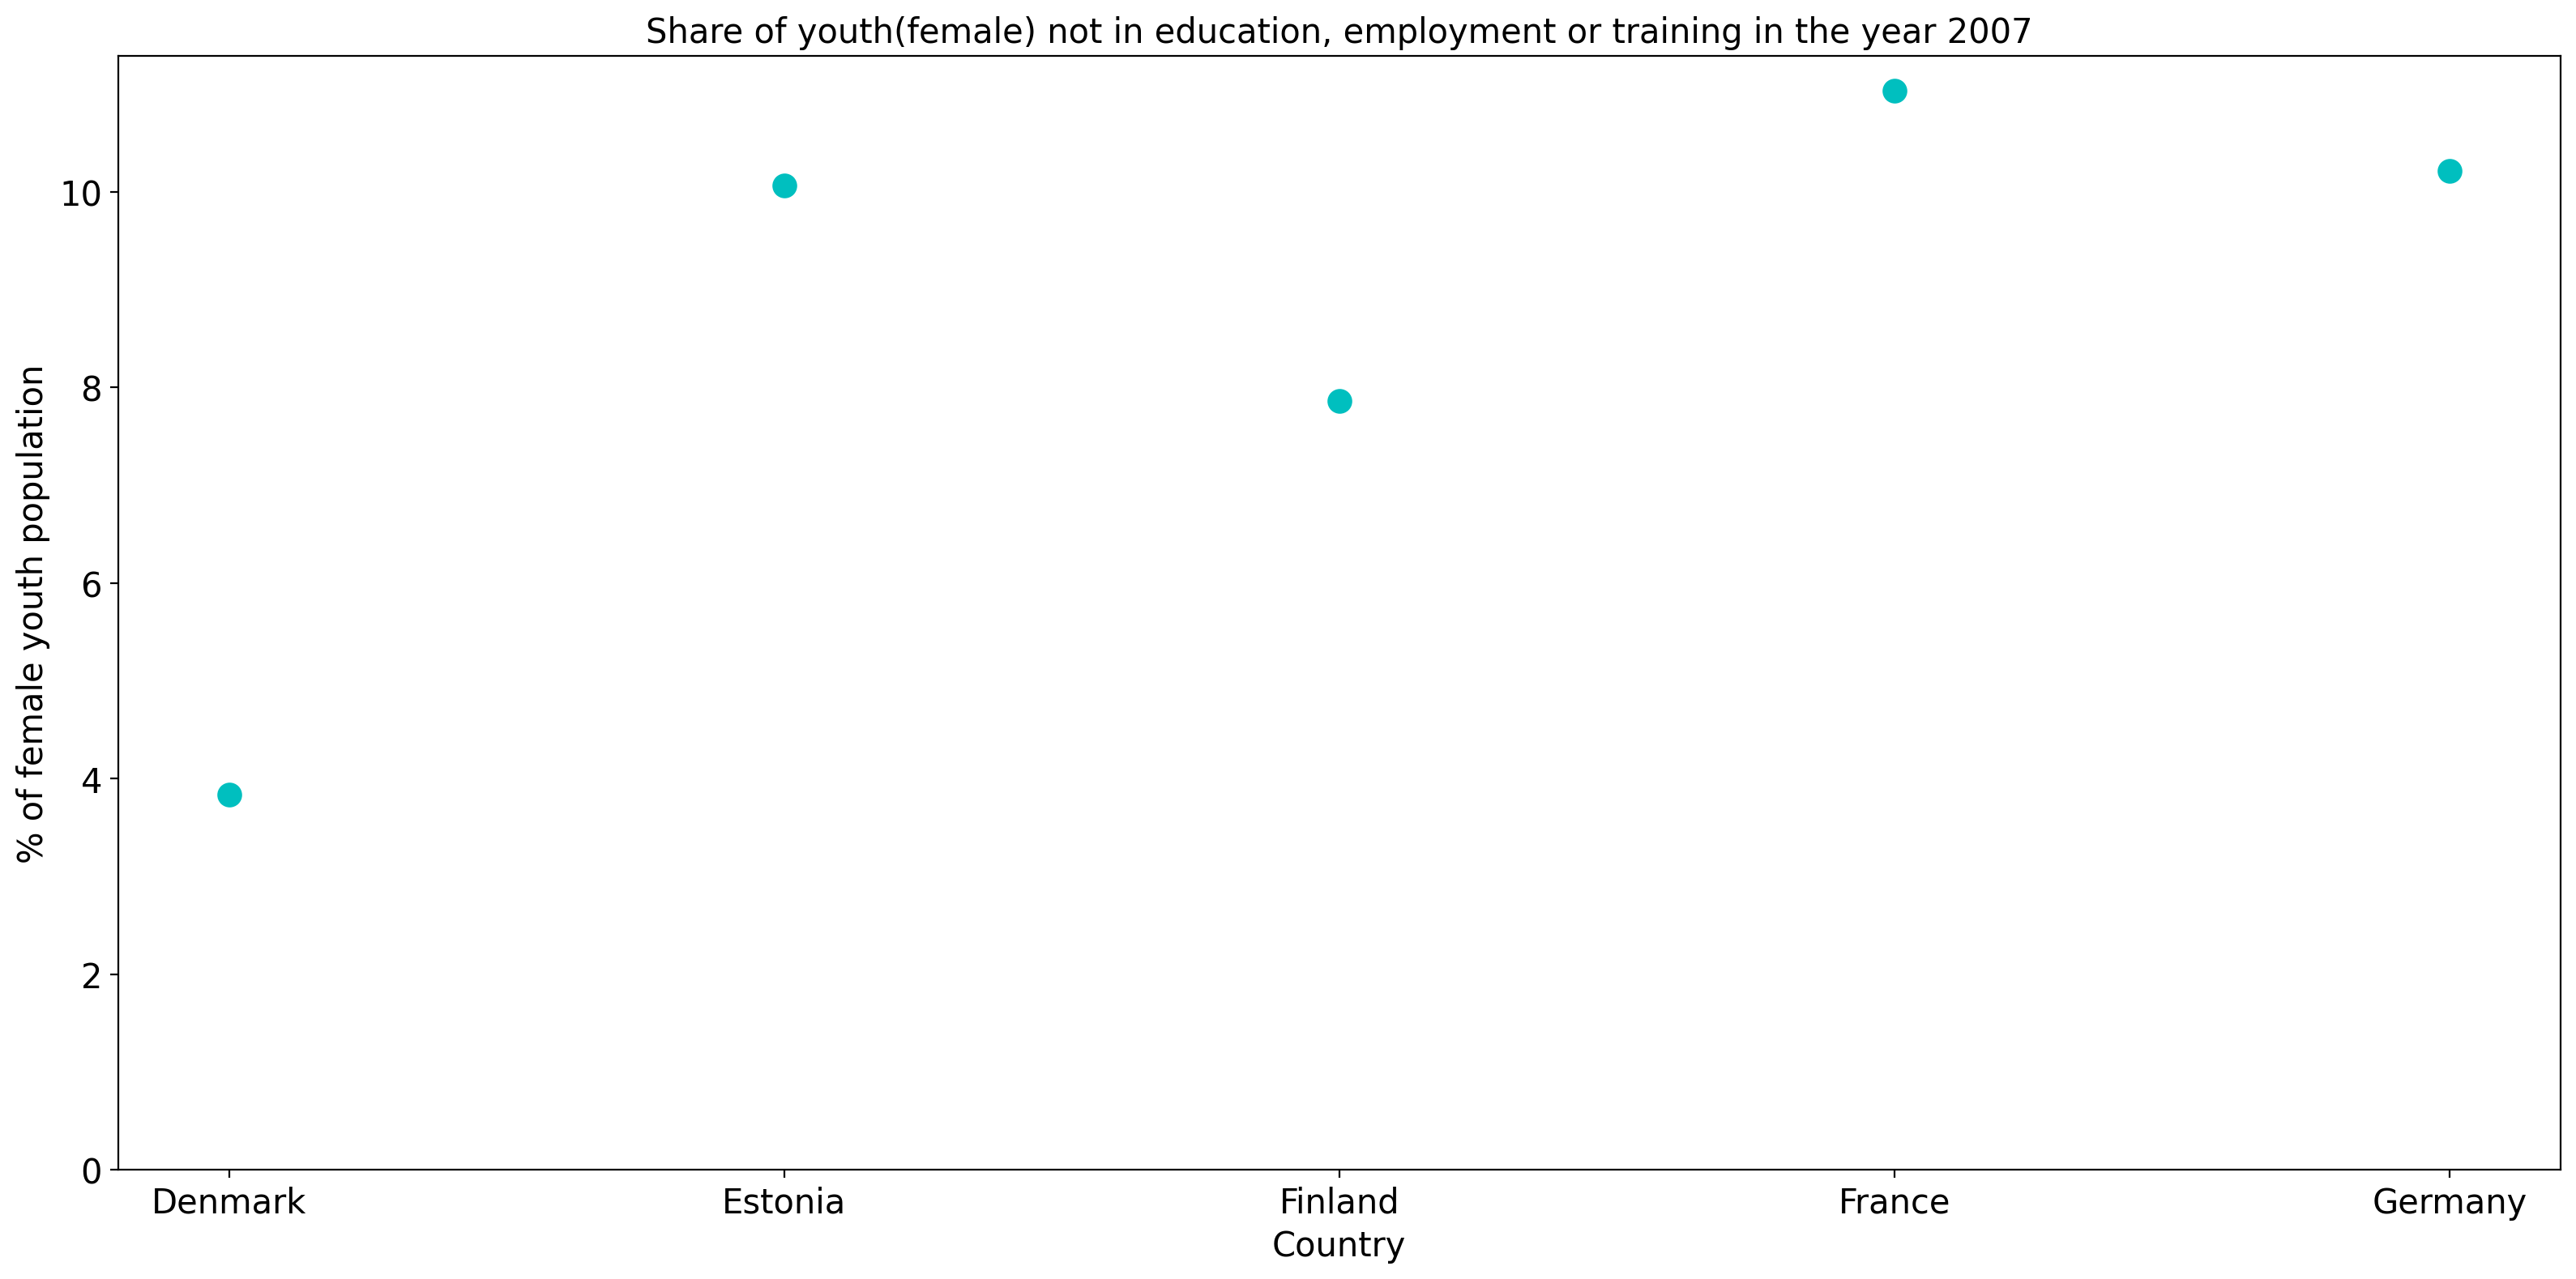 Share of youth(female) not in education, employment or training in the year 2007
% of female youth population
10
8
6
4
2
0
Denmark Estonia Finland France Germany
Country